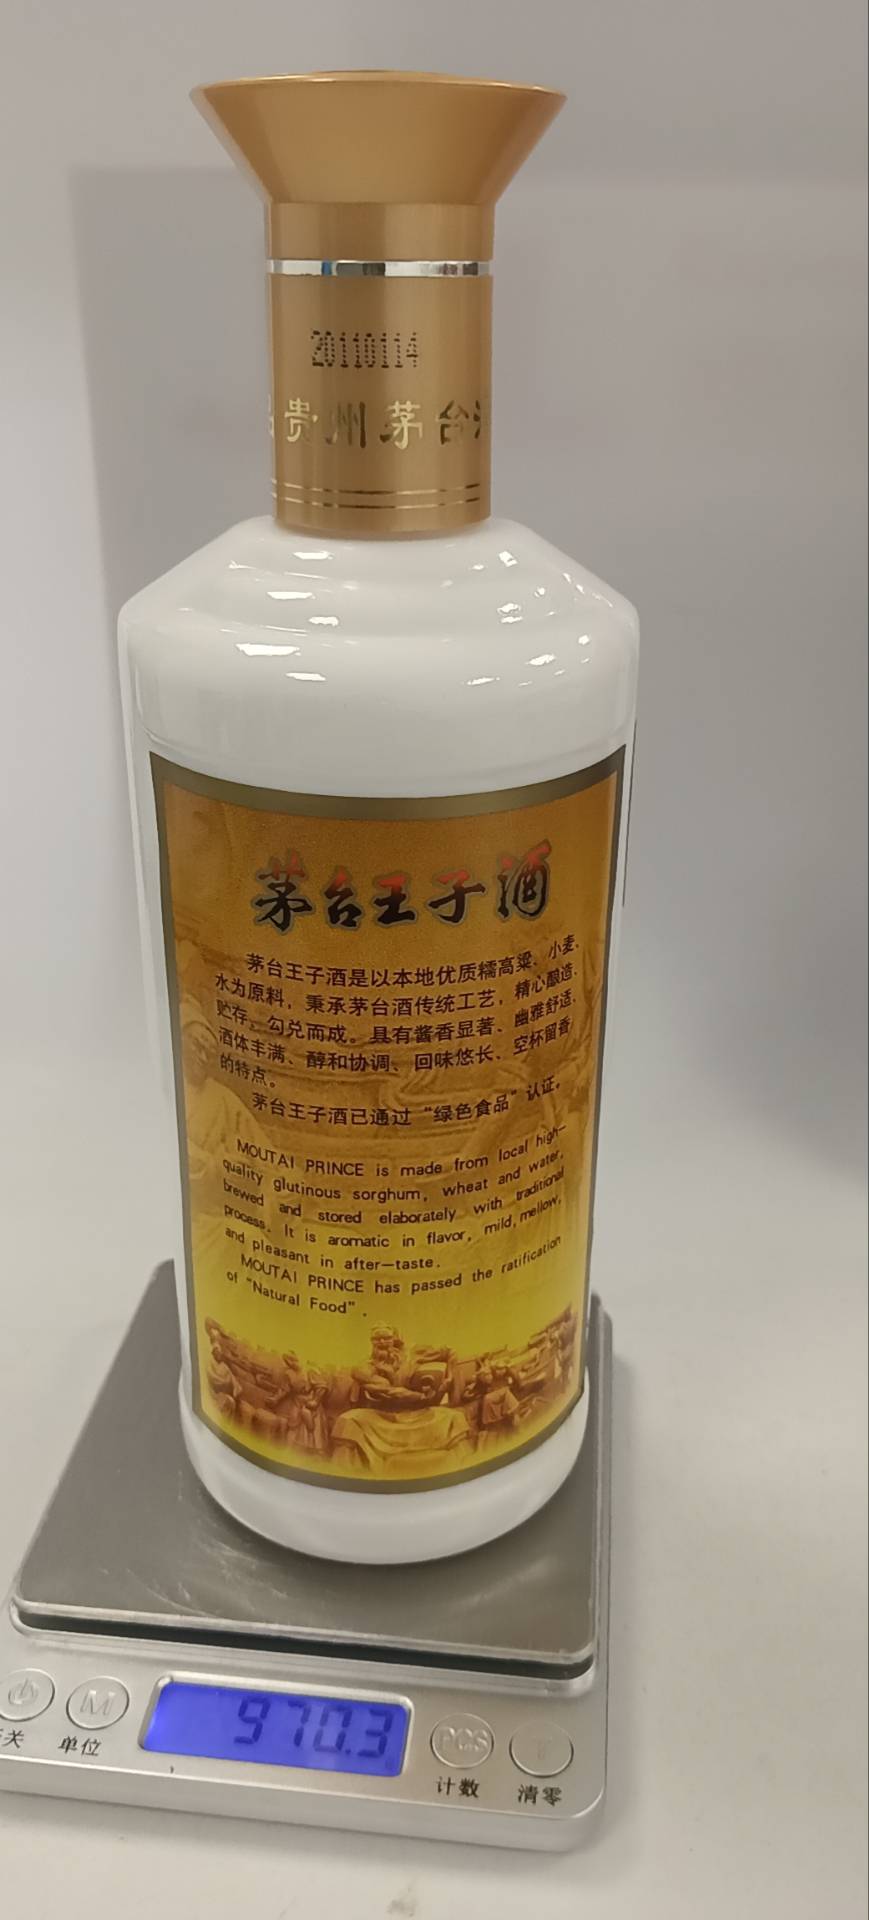 20110114
贵州茅台
茅台王子酒
茅台王子酒是以本地优质糯高粱、小麦、
水为原料，秉承茅台酒传统工艺，精心酿造、
贮存，勾兑而成。具有酱香显著、幽雅舒适、
酒体丰满、醇和协调、回味悠长、空杯留香
的特点。
茅台王子酒已通过“绿色食品”认证。
MOUTAI PRINCE is made from local high—
quality glutinous sorghum, wheat and water,
brewed and stored elaborately with traditional
process. It is aromatic in flavor, mild, mellow,
and pleasant in after—taste.
MOUTAI PRINCE has passed the ratification
of “Natural Food”.
970.3
M
PCS
T
关
单位
计数
清零